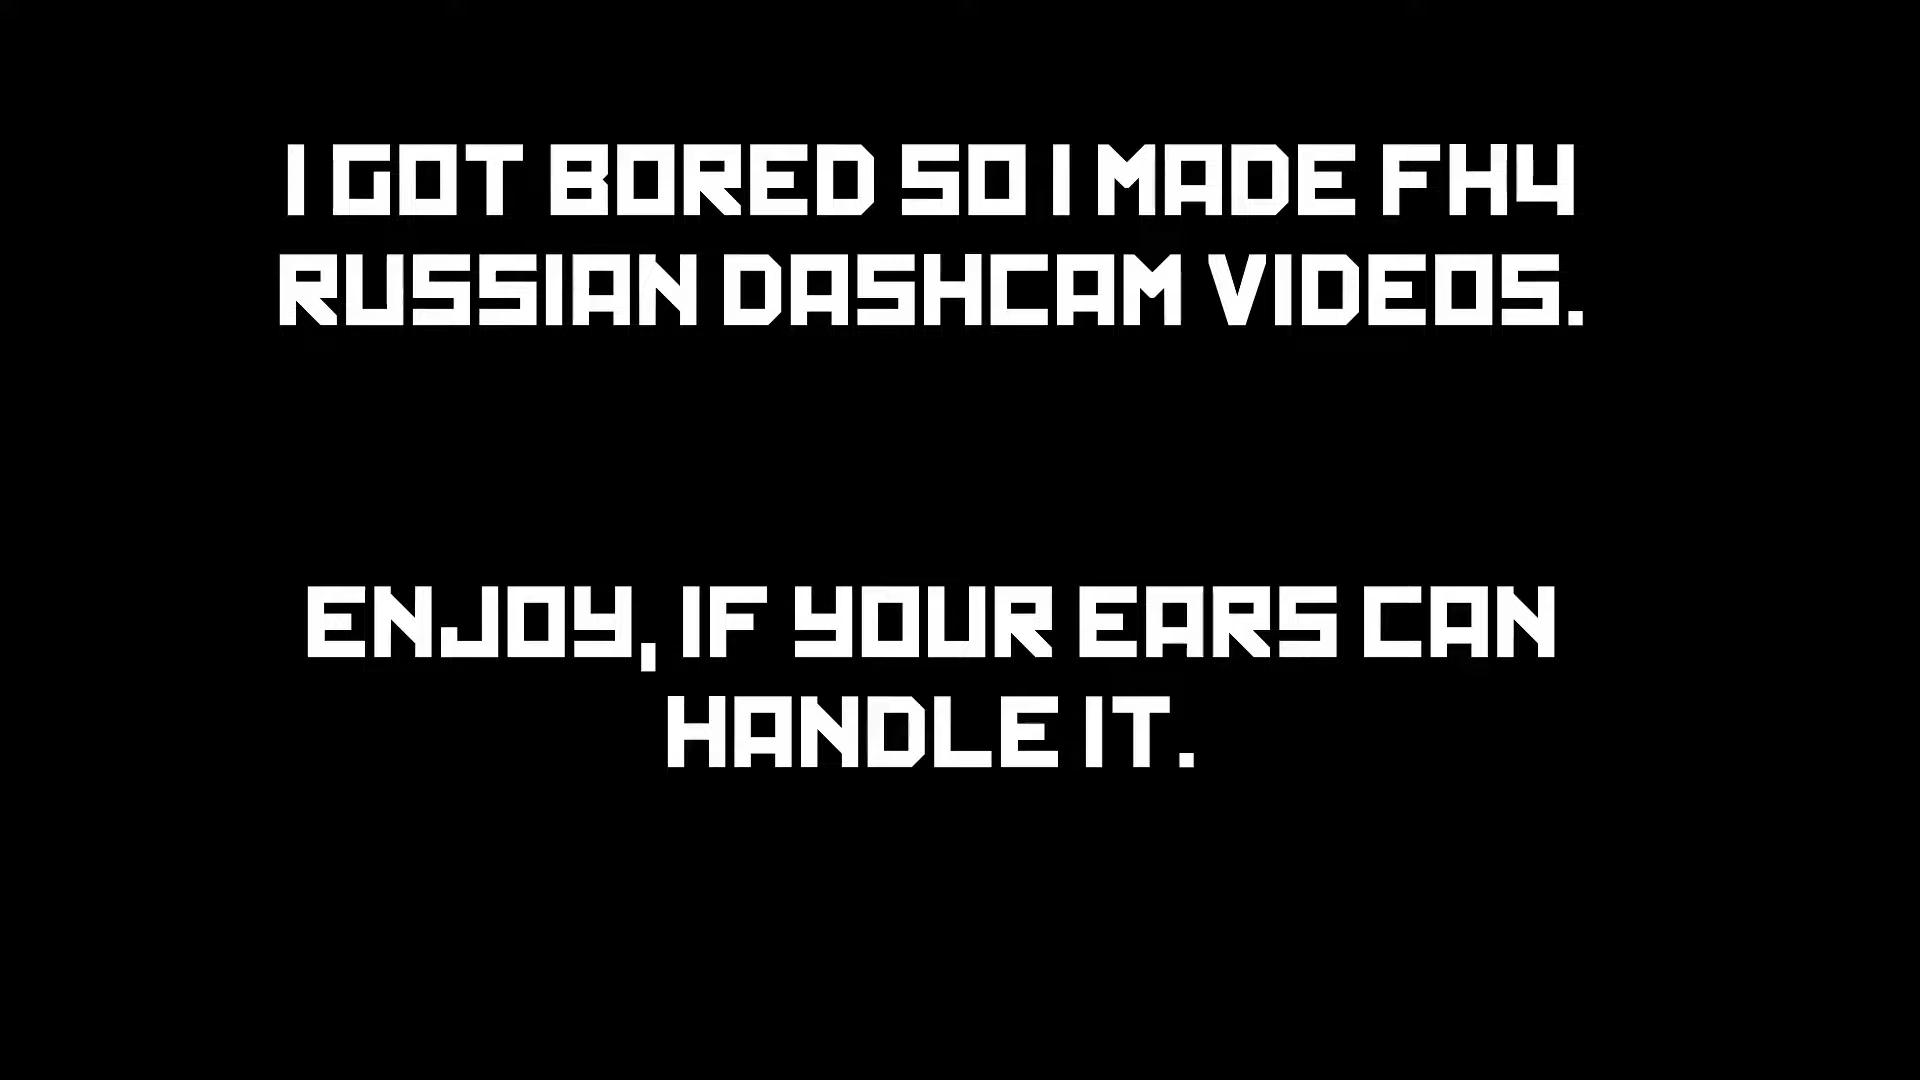 I GOT BORED SO I MADE FH4
RUSSIAN DASHCAM VIDEOS.
ENJOY, IF YOUR EARS CAN
HANDLE IT.